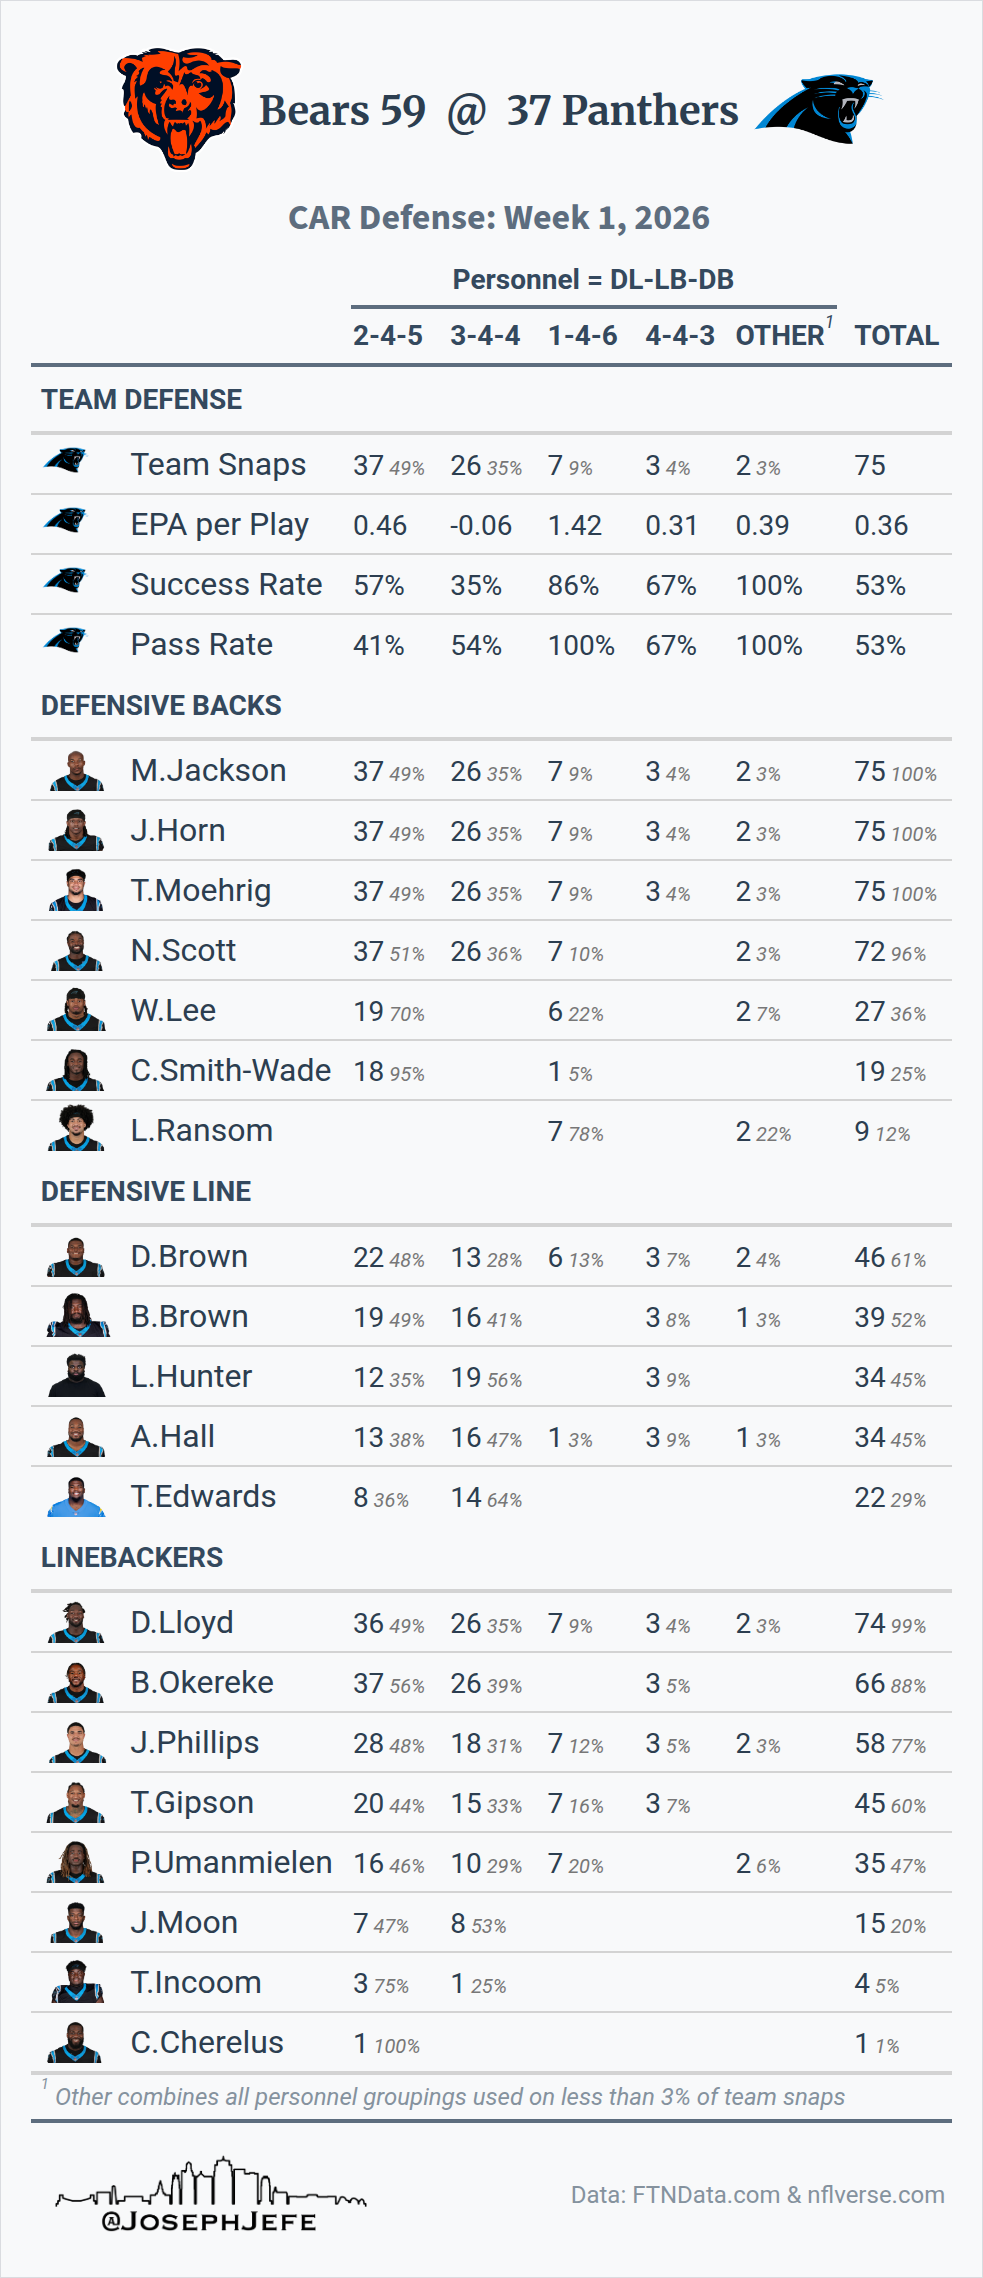 Bears 59 @ 37 Panthers
CAR Defense: Week 1, 2026
Personnel = DL-LB-DB
2-4-5 3-4-4 1-4-6 4-4-3 OTHER1 TOTAL
TEAM DEFENSE
Team Snaps 37 49% 26 35% 7 9% 3 4% 2 3% 75
EPA per Play 0.46 -0.06 1.42 0.31 0.39 0.36
Success Rate 57% 35% 86% 67% 100% 53%
Pass Rate 41% 54% 100% 67% 100% 53%
DEFENSIVE BACKS
M.Jackson 37 49% 26 35% 7 9% 3 4% 2 3% 75 100%
J.Horn 37 49% 26 35% 7 9% 3 4% 2 3% 75 100%
T.Moehrig 37 49% 26 35% 7 9% 3 4% 2 3% 75 100%
N.Scott 37 51% 26 36% 7 10% 2 3% 72 96%
W.Lee 19 70% 6 22% 2 7% 27 36%
C.Smith-Wade 18 95% 1 5% 19 25%
L.Ransom 7 78% 2 22% 9 12%
DEFENSIVE LINE
D.Brown 22 48% 13 28% 6 13% 3 7% 2 4% 46 61%
B.Brown 19 49% 16 41% 3 8% 1 3% 39 52%
L.Hunter 12 35% 19 56% 3 9% 34 45%
A.Hall 13 38% 16 47% 1 3% 3 9% 1 3% 34 45%
T.Edwards 8 36% 14 64% 22 29%
LINEBACKERS
D.Lloyd 36 49% 26 35% 7 9% 3 4% 2 3% 74 99%
B.Okereke 37 56% 26 39% 3 5% 66 88%
J.Phillips 28 48% 18 31% 7 12% 3 5% 2 3% 58 77%
T.Gipson 20 44% 15 33% 7 16% 3 7% 45 60%
P.Umanmielen 16 46% 10 29% 7 20% 2 6% 35 47%
J.Moon 7 47% 8 53% 15 20%
T.Incoom 3 75% 1 25% 4 5%
C.Cherelus 1 100% 1 1%
1 Other combines all personnel groupings used on less than 3% of team snaps
@JosephJefe
Data: FTNData.com & nflverse.com